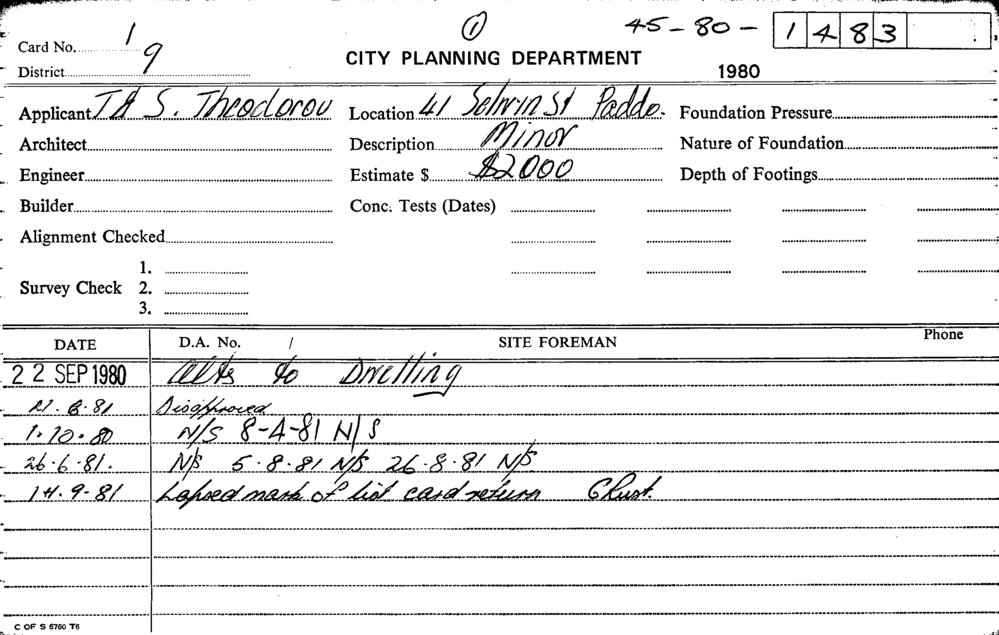 1
45-80-1483
Card No. 1
District 9
CITY PLANNING DEPARTMENT
1980
Applicant T & S. Theodorou Location 41 Selwyn St Paddo. Foundation Pressure
Architect Description Minor Nature of Foundation
Engineer Estimate $ $2000 Depth of Footings
Builder Conc. Tests (Dates)
Alignment Checked
1.
Survey Check 2.
3.
DATE D.A. No. / SITE FOREMAN Phone
22 SEP 1980 alts to Dwelling
8.81 Disapproved
1.10.80 N/S 8-4-81 N/S
26.6.81. N/S 5.8.81 N/S 26.8.81 N/S
14.9.81 Lapsed mark of list card return
C OF S 6760 T6